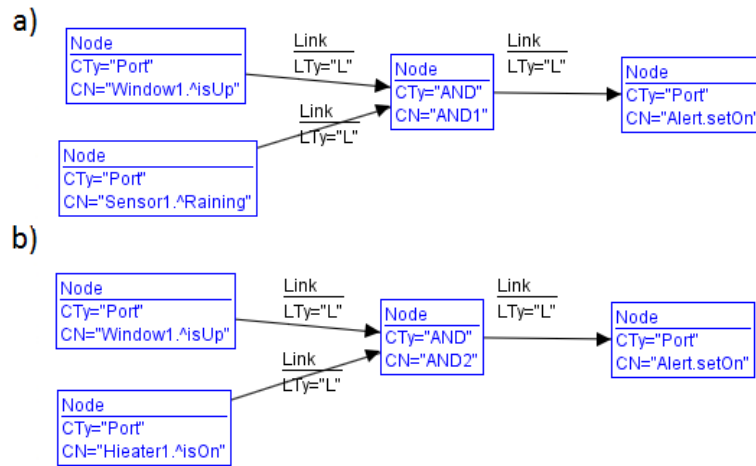 a)
Node
CTy="Port"
CN="Window1.^isUp"
Link
LTy="L"
Node
CTy="Port"
CN="Sensor1.^Raining"
Link
LTy="L"
Node
CTy="AND"
CN="AND1"
Link
LTy="L"
Node
CTy="Port"
CN="Alert.setOn"
b)
Node
CTy="Port"
CN="Window1.^isUp"
Link
LTy="L"
Node
CTy="Port"
CN="Hieater1.^isOn"
Link
LTy="L"
Node
CTy="AND"
CN="AND2"
Link
LTy="L"
Node
CTy="Port"
CN="Alert.setOn"